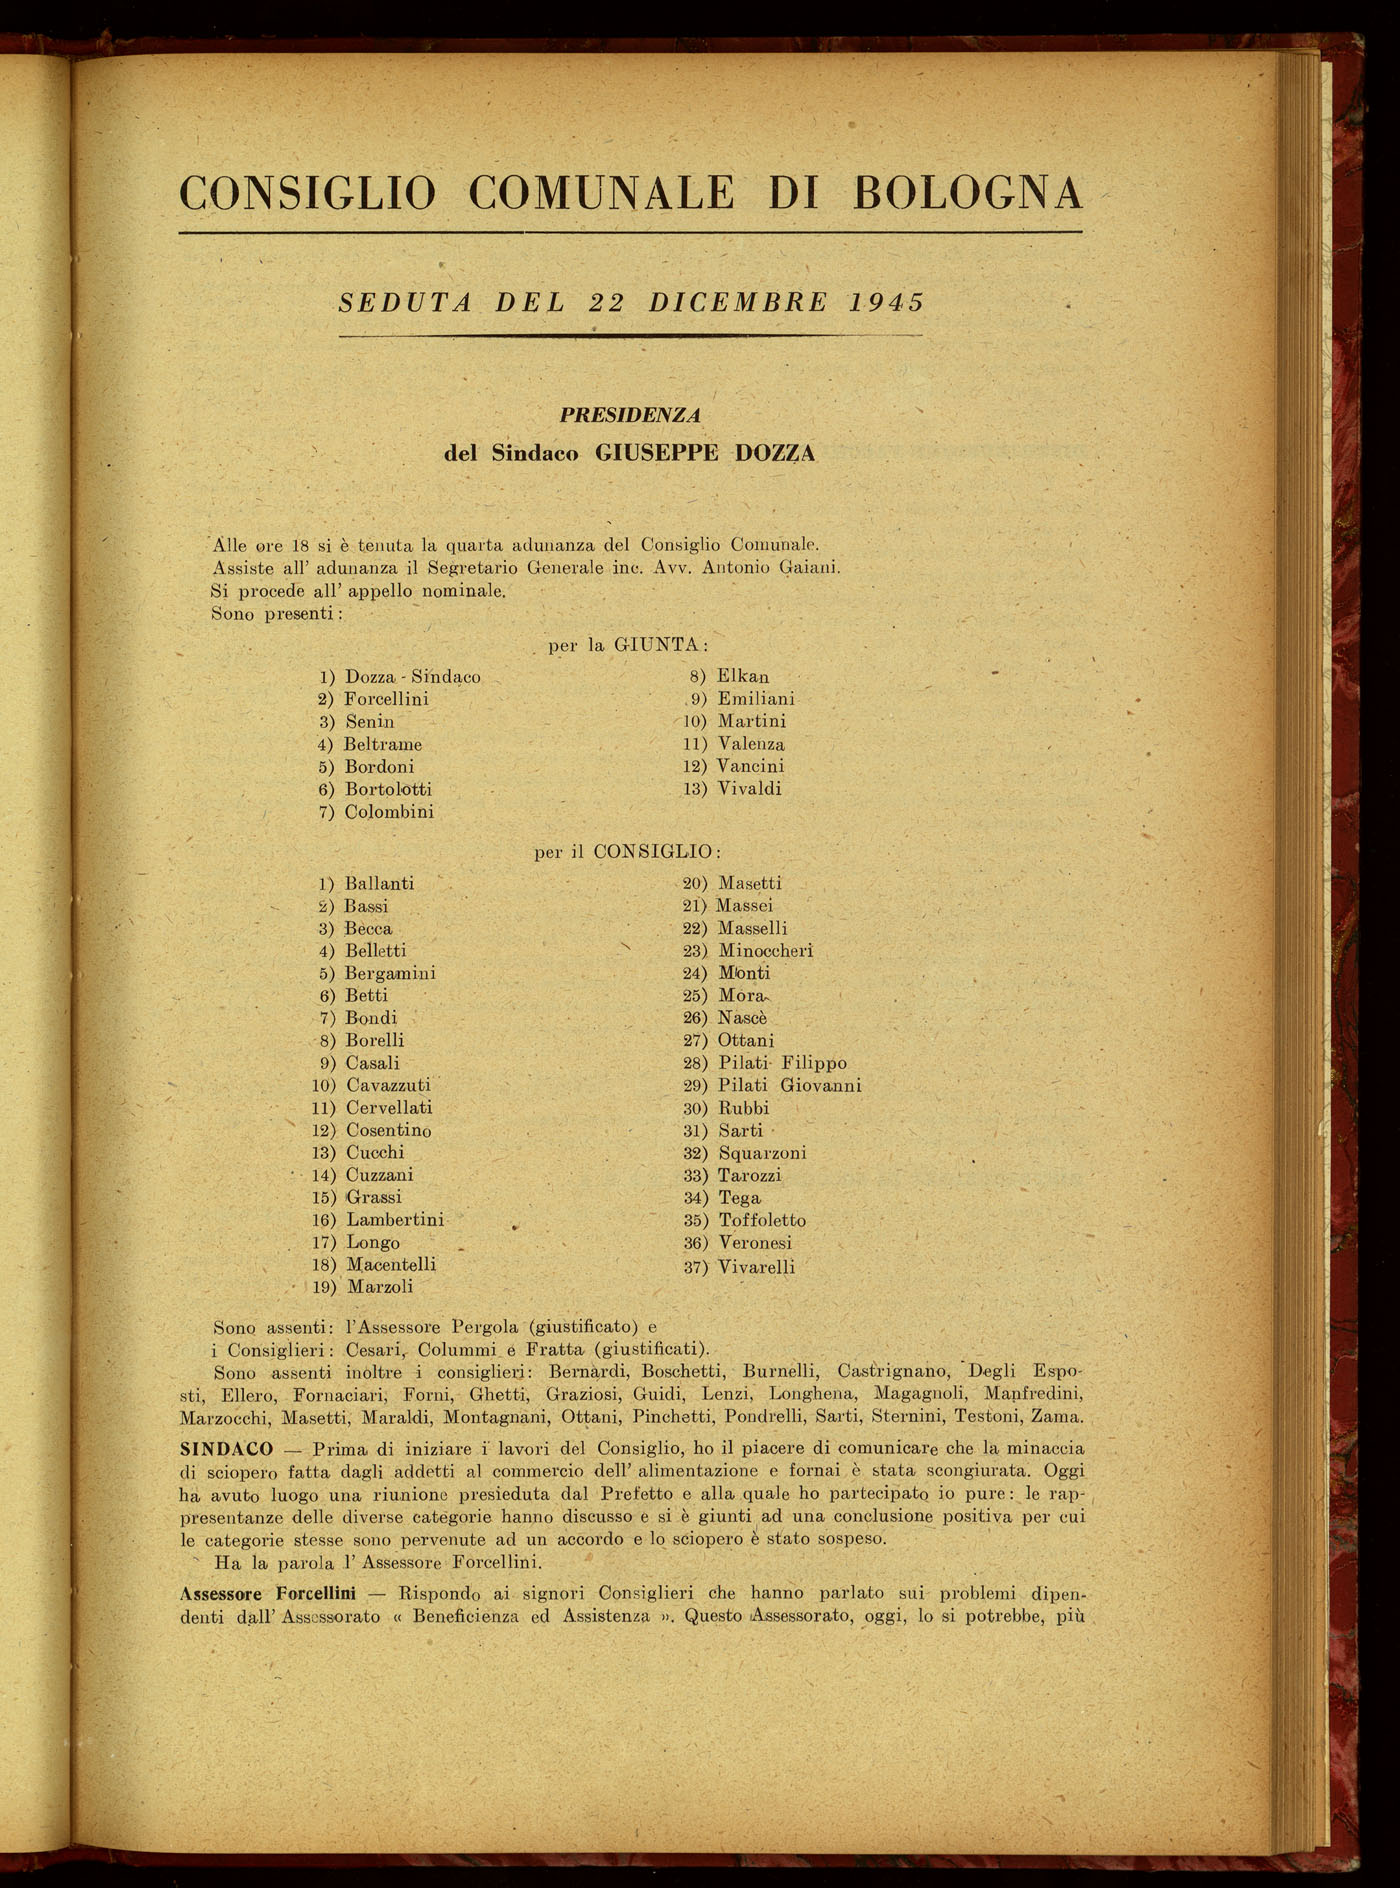 CONSIGLIO COMUNALE DI BOLOGNA
SEDUTA DEL 22 DICEMBRE 1945
PRESIDENZA
del Sindaco GIUSEPPE DOZZA
Alle ore 18 si è tenuta la quarta adunanza del Consiglio Comunale.
Assiste all' adunanza il Segretario Generale inc. Avv. Antonio Gaiani.
Si procede all' appello nominale.
Sono presenti:
per la GIUNTA:
1) Dozza - Sindaco
2) Forcellini
3) Senin
4) Beltrame
5) Bordoni
6) Bortolotti
7) Colombini
8) Elkan
9) Emiliani
10) Martini
11) Valenza
12) Vancini
13) Vivaldi
per il CONSIGLIO:
1) Ballanti
2) Bassi
3) Becca
4) Belletti
5) Bergamini
6) Betti
7) Bondi
8) Borelli
9) Casali
10) Cavazzuti
11) Cervellati
12) Cosentino
13) Cucchi
14) Cuzzani
15) Grassi
16) Lambertini
17) Longo
18) Macentelli
19) Marzoli
20) Masetti
21) Massei
22) Masselli
23) Minoccheri
24) Monti
25) Mora
26) Nascè
27) Ottani
28) Pilati Filippo
29) Pilati Giovanni
30) Rubbi
31) Sarti
32) Squarzoni
33) Tarozzi
34) Tega
35) Toffoletto
36) Veronesi
37) Vivarelli
Sono assenti: l'Assessore Pergola (giustificato) e
i Consiglieri: Cesari, Colummi e Fratta (giustificati).
Sono assenti inoltre i consiglieri: Bernardi, Boschetti, Burnelli, Castrignano, Degli Espo-
sti, Ellero, Fornaciari, Forni, Ghetti, Graziosi, Guidi, Lenzi, Longhena, Magagnoli, Manfredini,
Marzocchi, Masetti, Maraldi, Montagnani, Ottani, Pinchetti, Pondrelli, Sarti, Sternini, Testoni, Zama.
SINDACO — Prima di iniziare i lavori del Consiglio, ho il piacere di comunicare che la minaccia
di sciopero fatta dagli addetti al commercio dell' alimentazione e fornai è stata scongiurata. Oggi
ha avuto luogo una riunione presieduta dal Prefetto e alla quale ho partecipato io pure: le rap-
presentanze delle diverse categorie hanno discusso e si è giunti ad una conclusione positiva per cui
le categorie stesse sono pervenute ad un accordo e lo sciopero è stato sospeso.
Ha la parola l' Assessore Forcellini.
Assessore Forcellini — Rispondo ai signori Consiglieri che hanno parlato sui problemi dipen-
denti dall' Assessorato « Beneficienza ed Assistenza ». Questo Assessorato, oggi, lo si potrebbe, più